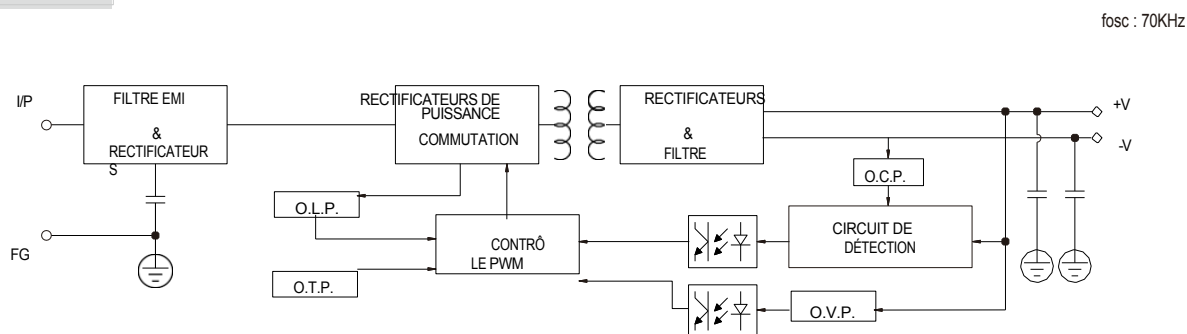 fosc : 70KHz
I/P
FILTRE EMI
&
RECTIFICATEUR
S
RECTIFICATEURS DE
PUISSANCE
COMMUTATION
RECTIFICATEURS
&
FILTRE
+V
-V
O.C.P.
O.L.P.
FG
CONTRÔ
LE PWM
CIRCUIT DE
DÉTECTION
O.T.P.
O.V.P.